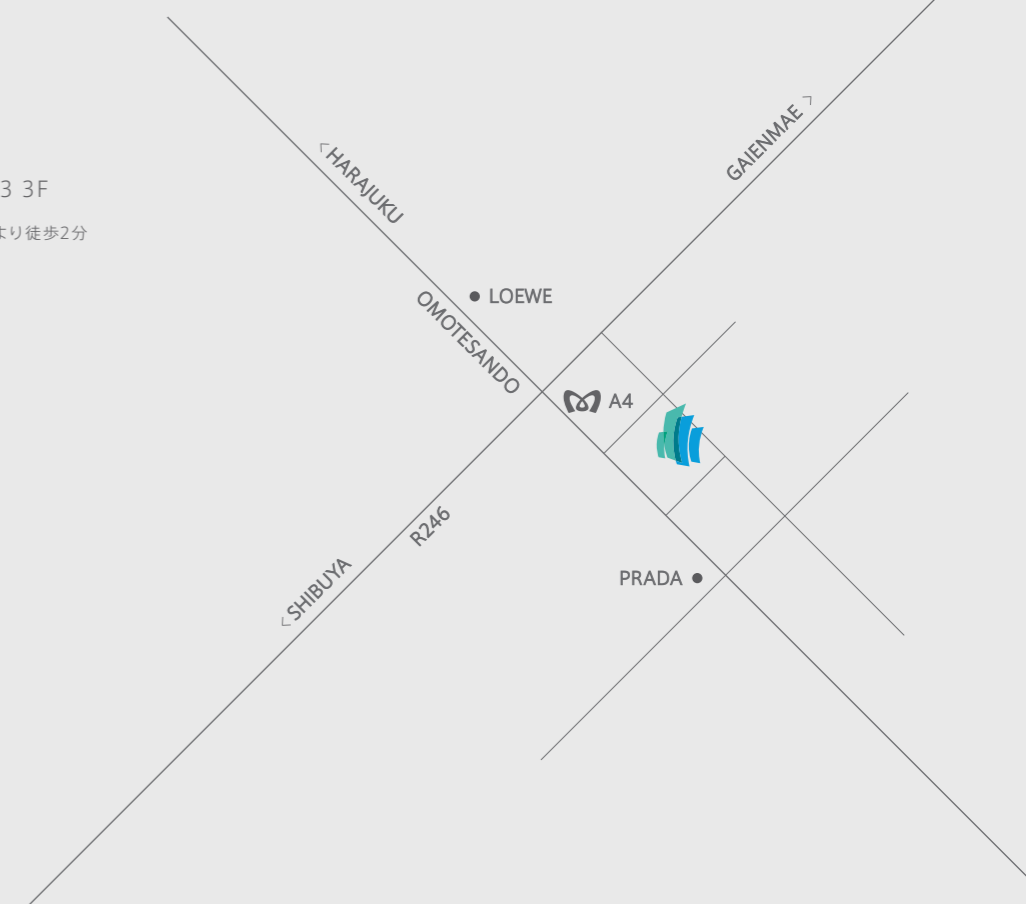 3 3F
より徒歩2分
HARAJUKU
GAIENMAE
OMOTESANDO
LOEWE
A4
R246
SHIBUYA
PRADA